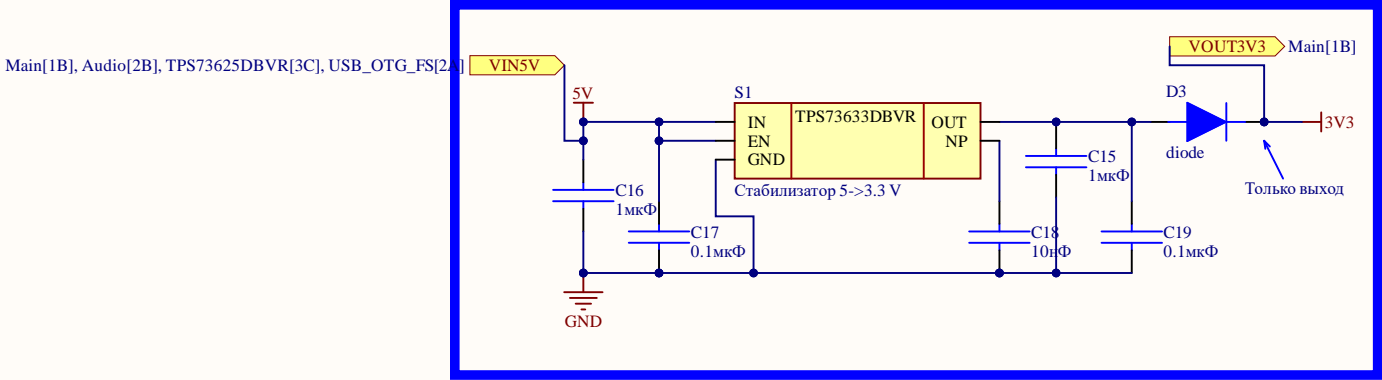 VOUT3V3 Main[1B]
Main[1B], Audio[2B], TPS73625DBVR[3C], USB_OTG_FS[2A] VIN5V
5V
S1
D3
IN TPS73633DBVR OUT
EN NP
GND
3V3
diode
C15
1мкФ
Стабилизатор 5->3.3 V
Только выход
C16
1мкФ
C17
0.1мкФ
C18
10нФ
C19
0.1мкФ
GND